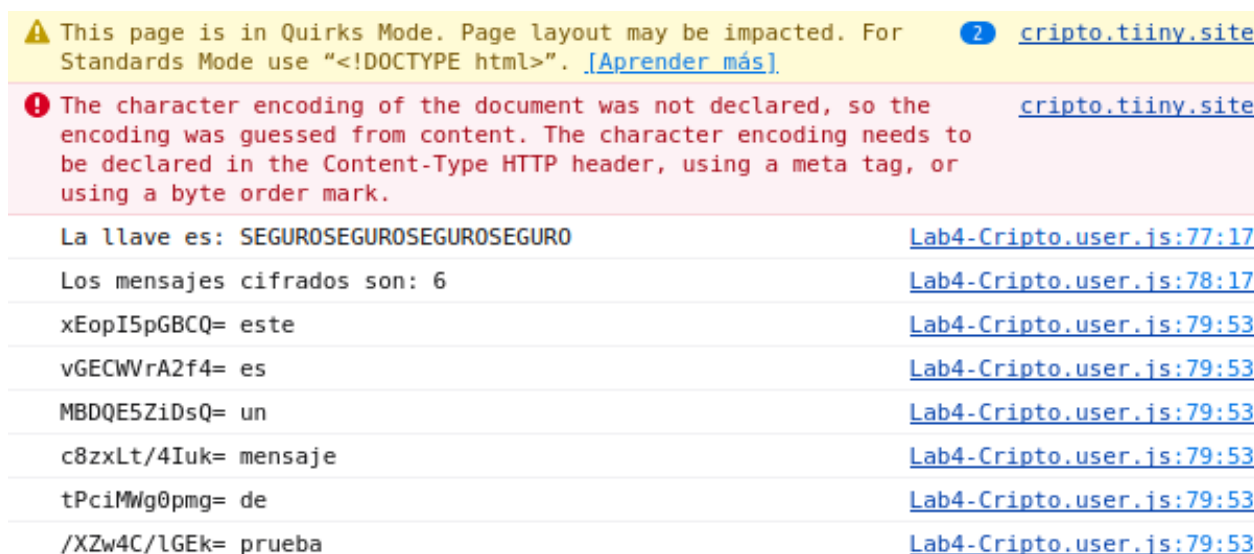 This page is in Quirks Mode. Page layout may be impacted. For 2 cripto.tiiny.site
Standards Mode use “<!DOCTYPE html>”. [Aprender más]
The character encoding of the document was not declared, so the cripto.tiiny.site
encoding was guessed from content. The character encoding needs to
be declared in the Content-Type HTTP header, using a meta tag, or
using a byte order mark.
La llave es: SEGUROSEGUROSEGUROSEGURO Lab4-Cripto.user.js:77:17
Los mensajes cifrados son: 6 Lab4-Cripto.user.js:78:17
xEopI5pGBCQ= este Lab4-Cripto.user.js:79:53
vGECWVrA2f4= es Lab4-Cripto.user.js:79:53
MBDQE5ZiDsQ= un Lab4-Cripto.user.js:79:53
c8zxLt/4Iuk= mensaje Lab4-Cripto.user.js:79:53
tPciMWg0pmg= de Lab4-Cripto.user.js:79:53
/XZw4C/lGEk= prueba Lab4-Cripto.user.js:79:53